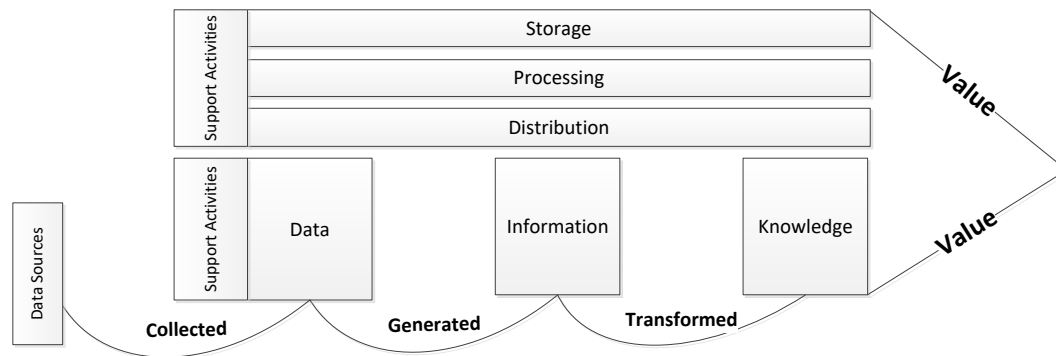 Support Activities
Storage
Processing
Distribution
Value
Support Activities
Data
Information
Knowledge
Value
Data Sources
Collected
Generated
Transformed